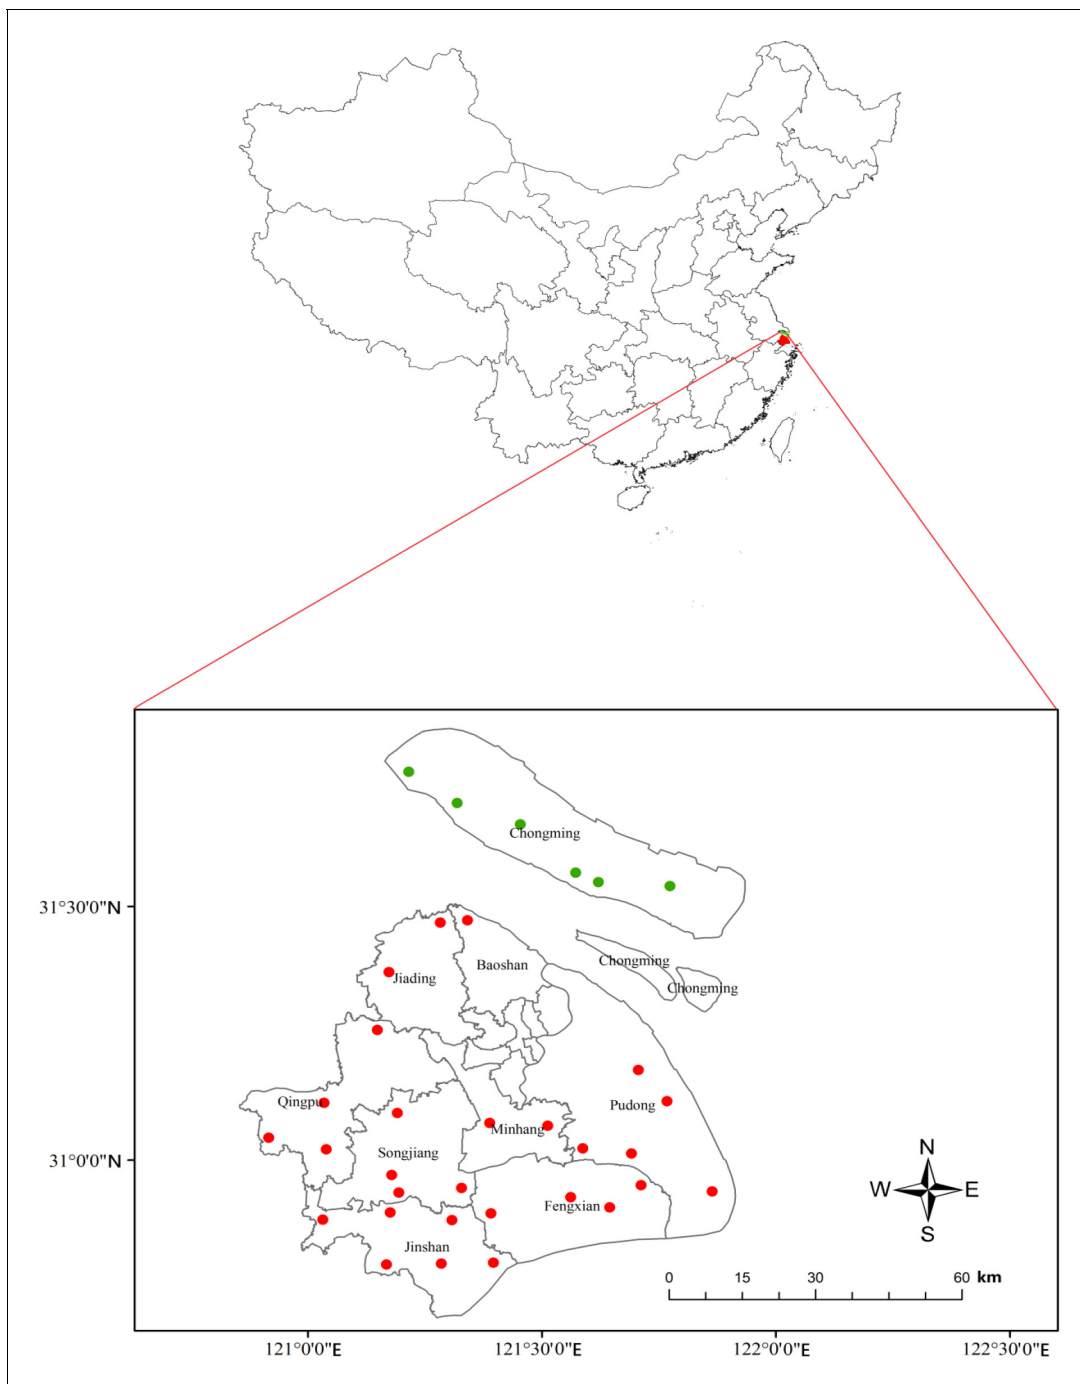 Chongming
31°30'0"N
Chongming
Baoshan
Jiading
Chongming
Qingpu
Pudong
Minhang
Songjiang
31°0'0"N
N
W E
S
Fengxian
Jinshan
0 15 30 60 km
121°0'0"E 121°30'0"E 122°0'0"E 122°30'0"E